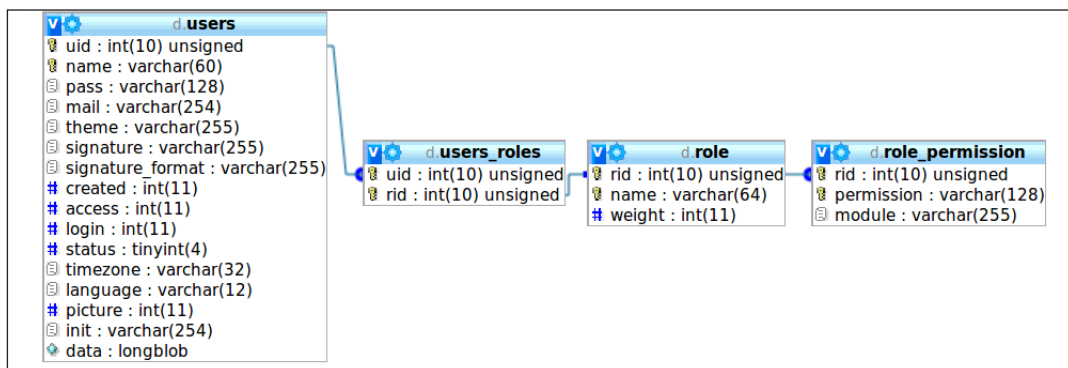 V d.users
uid : int(10) unsigned
name : varchar(60)
pass : varchar(128)
mail : varchar(254)
theme : varchar(255)
signature : varchar(255)
signature_format : varchar(255)
# created : int(11)
# access : int(11)
# login : int(11)
# status : tinyint(4)
timezone : varchar(32)
language : varchar(12)
# picture : int(11)
init : varchar(254)
data : longblob
V d.users_roles
uid : int(10) unsigned
rid : int(10) unsigned
V d.role
rid : int(10) unsigned
name : varchar(64)
# weight : int(11)
V d.role_permission
rid : int(10) unsigned
permission : varchar(128)
module : varchar(255)